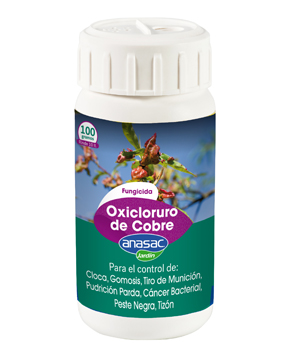 100
gramos
Fungicida
Oxicloruro
de Cobre
anasac
Jardín
Para el control de:
Cloca, Gomosis, Tiro de Munición,
Pudrición Parda, Cáncer Bacterial,
Peste Negra, Tizón